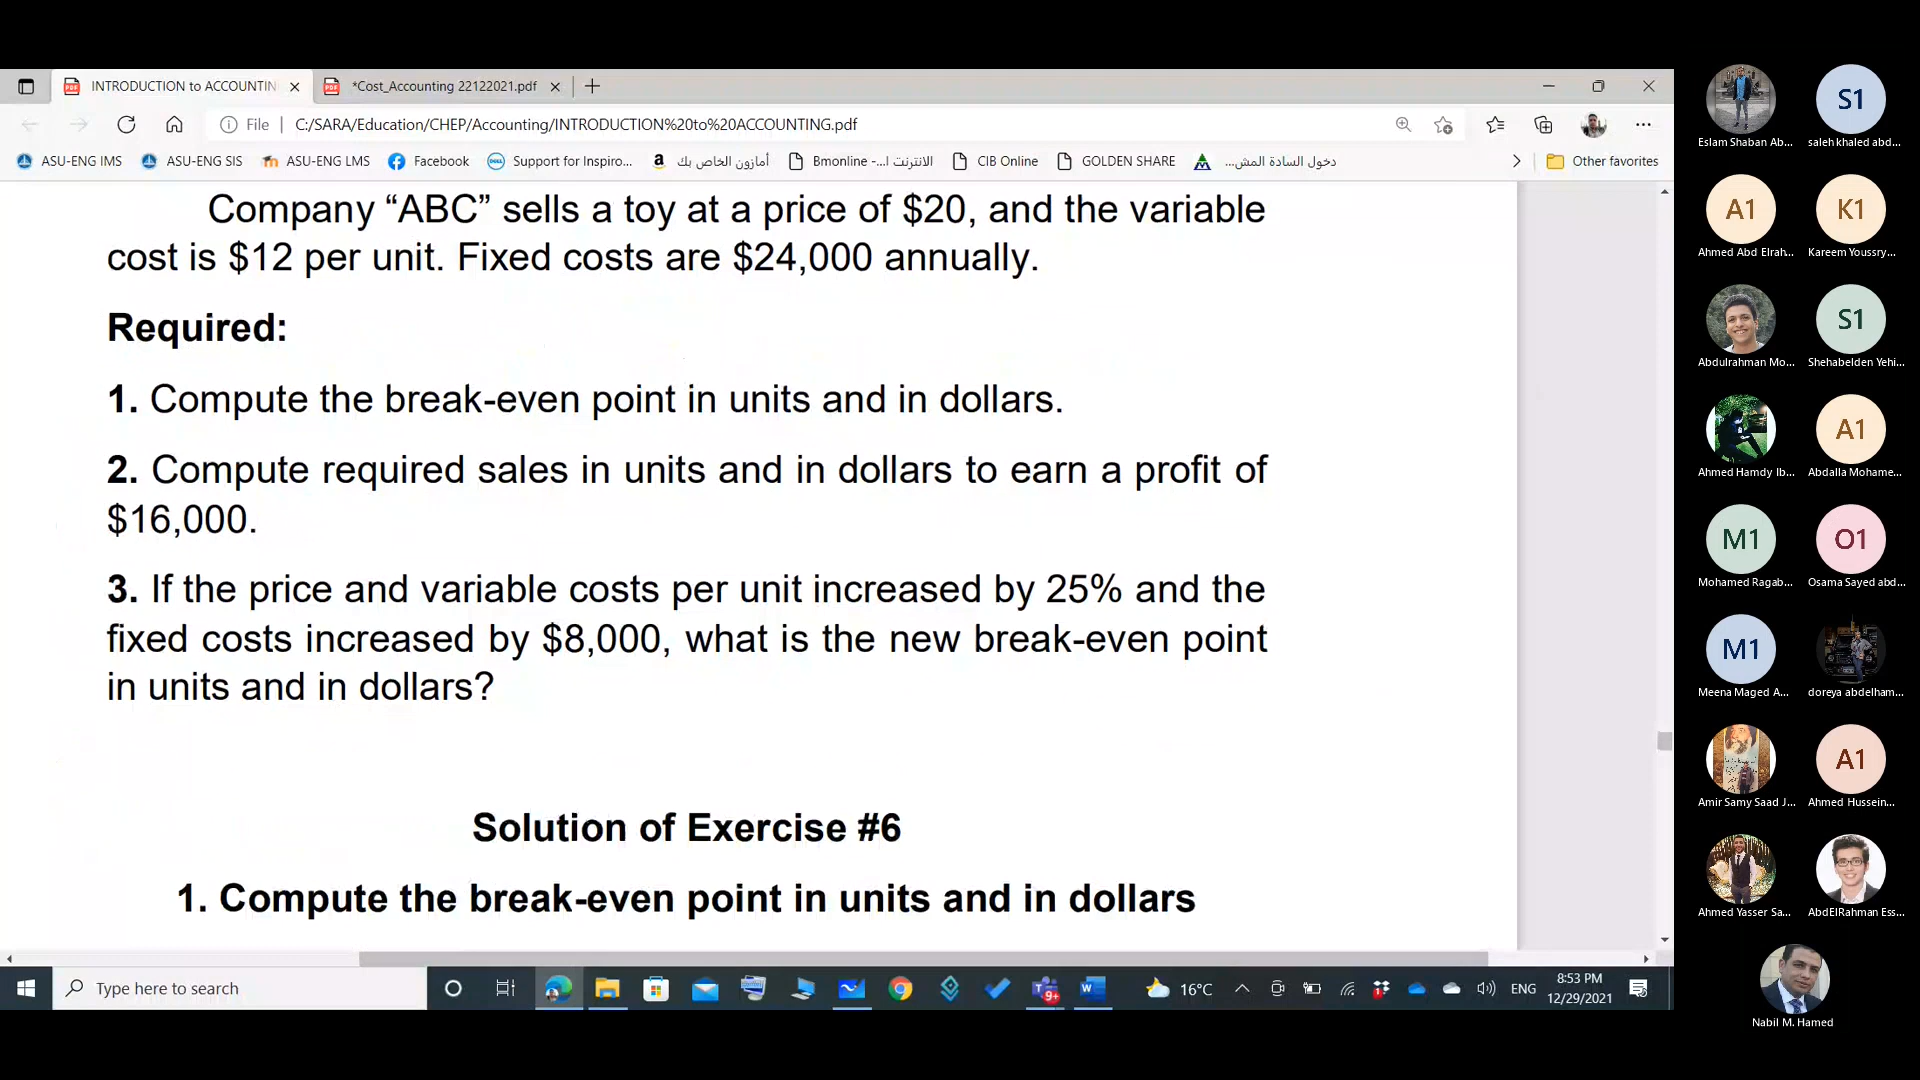 INTRODUCTION to ACCOUNTIN
*Cost_Accounting 22122021.pdf
File
C:/SARA/Education/CHEP/Accounting/INTRODUCTION%20to%20ACCOUNTING.pdf
ASU-ENG IMS
ASU-ENG SIS
ASU-ENG LMS
Facebook
Support for Inspiro...
أمازون الخاص بك
Bmonline -...الانترنت ا
CIB Online
GOLDEN SHARE
دخول السادة المش...
Other favorites
Company “ABC” sells a toy at a price of $20, and the variable
cost is $12 per unit. Fixed costs are $24,000 annually.
Required:
1. Compute the break-even point in units and in dollars.
2. Compute required sales in units and in dollars to earn a profit of
$16,000.
3. If the price and variable costs per unit increased by 25% and the
fixed costs increased by $8,000, what is the new break-even point
in units and in dollars?
Solution of Exercise #6
1. Compute the break-even point in units and in dollars
Type here to search
16°C
ENG
8:53 PM
12/29/2021
Eslam Shaban Ab...
S1
saleh khaled abd...
A1
Ahmed Abd Elrah...
K1
Kareem Youssry...
Abdulrahman Mo...
S1
Shehabelden Yehi...
Ahmed Hamdy Ib...
A1
Abdalla Mohame...
M1
Mohamed Ragab...
O1
Osama Sayed abd...
M1
Meena Maged A...
doreya abdelham...
Amir Samy Saad J...
A1
Ahmed Hussein...
Ahmed Yasser Sa...
AbdElRahman Ess...
Nabil M. Hamed